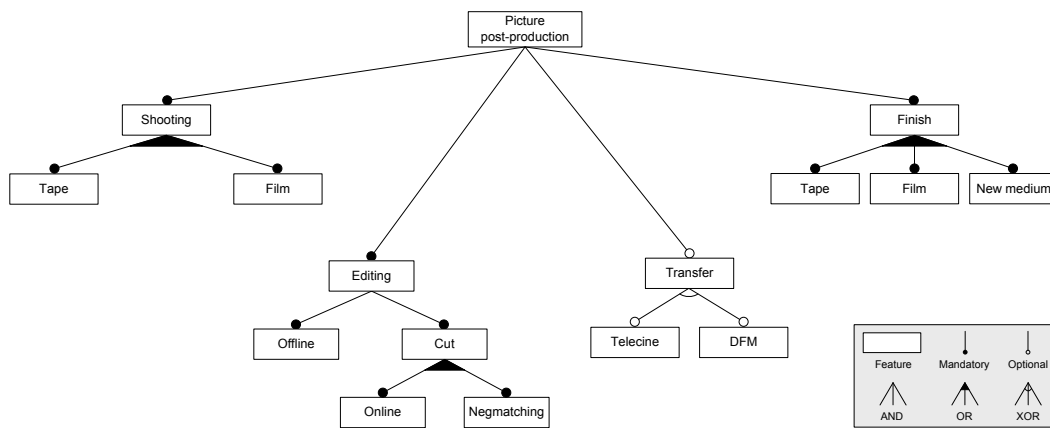 Picture
post-production
Shooting
Finish
Tape
Film
Tape
Film
New medium
Editing
Transfer
Offline
Cut
Telecine
DFM
Online
Negmatching
Feature
Mandatory
Optional
AND
OR
XOR